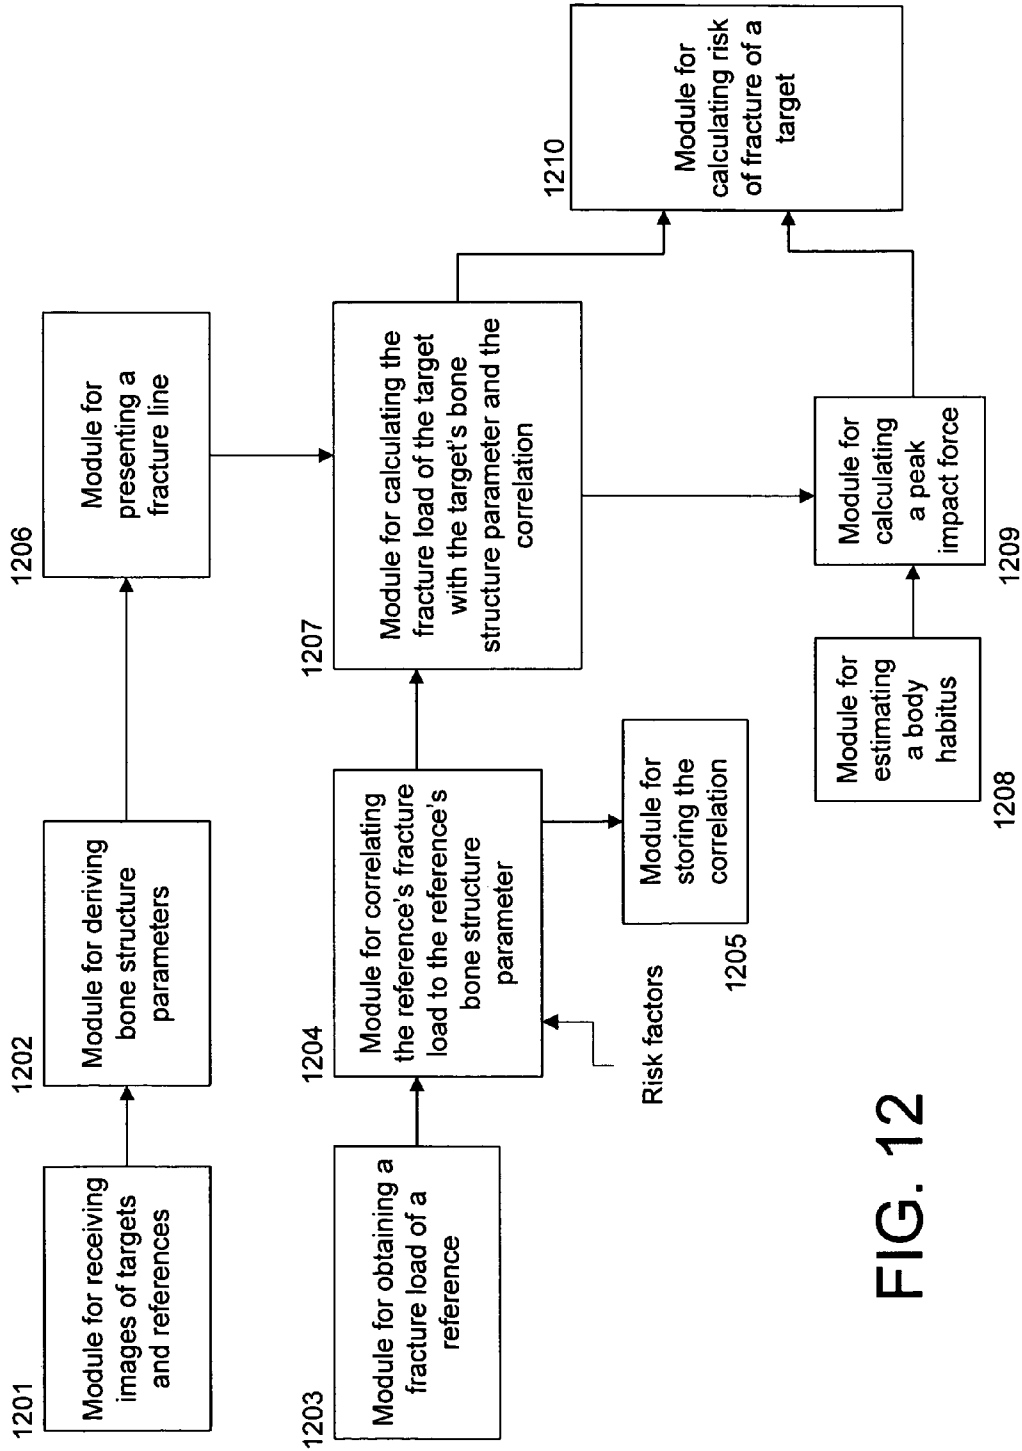 1201
Module for receiving
images of targets
and references
1202
Module for deriving
bone structure
parameters
1206
Module for
presenting a
fracture line
1203
Module for obtaining a
fracture load of a
reference
1204
Module for correlating
the reference's fracture
load to the reference's
bone structure
parameter
Risk factors
1205
Module for
storing the
correlation
1207
Module for calculating the
fracture load of the target
with the target's bone
structure parameter and the
correlation
1208
Module for
estimating
a body
habitus
1209
Module for
calculating
a peak
impact force
1210
Module for
calculating risk
of fracture of a
target
FIG. 12